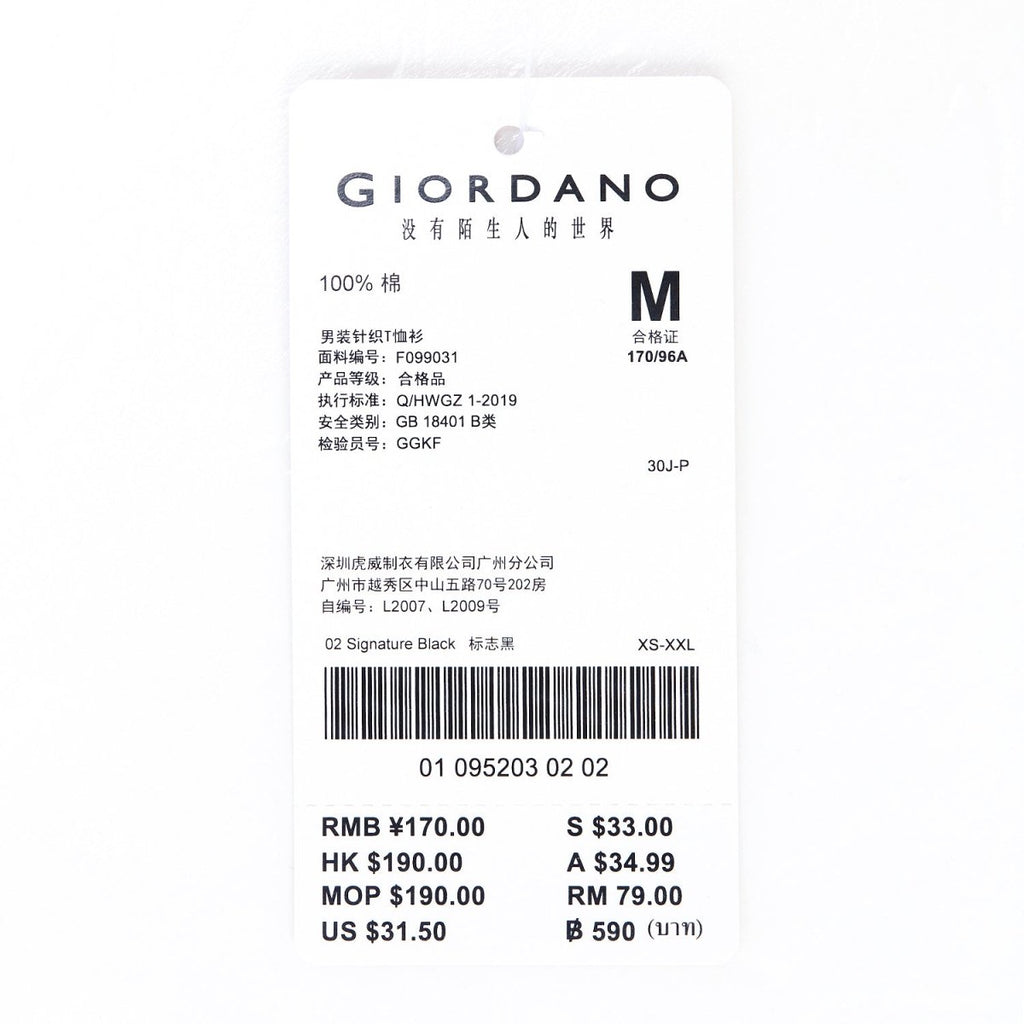 GIORDANO
没有陌生人的世界
100% 棉
M
合格证
170/96A
男装针织T恤衫
面料编号：F099031
产品等级：合格品
执行标准：Q/HWGZ 1-2019
安全类别：GB 18401 B类
检验员号：GGKF
30J-P
深圳虎威制衣有限公司广州分公司
广州市越秀区中山五路70号202房
自编号：L2007、L2009号
02 Signature Black 标志黑 XS-XXL
01 095203 02 02
RMB ¥170.00 S $33.00
HK $190.00 A $34.99
MOP $190.00 RM 79.00
US $31.50 ฿ 590 (บาท)